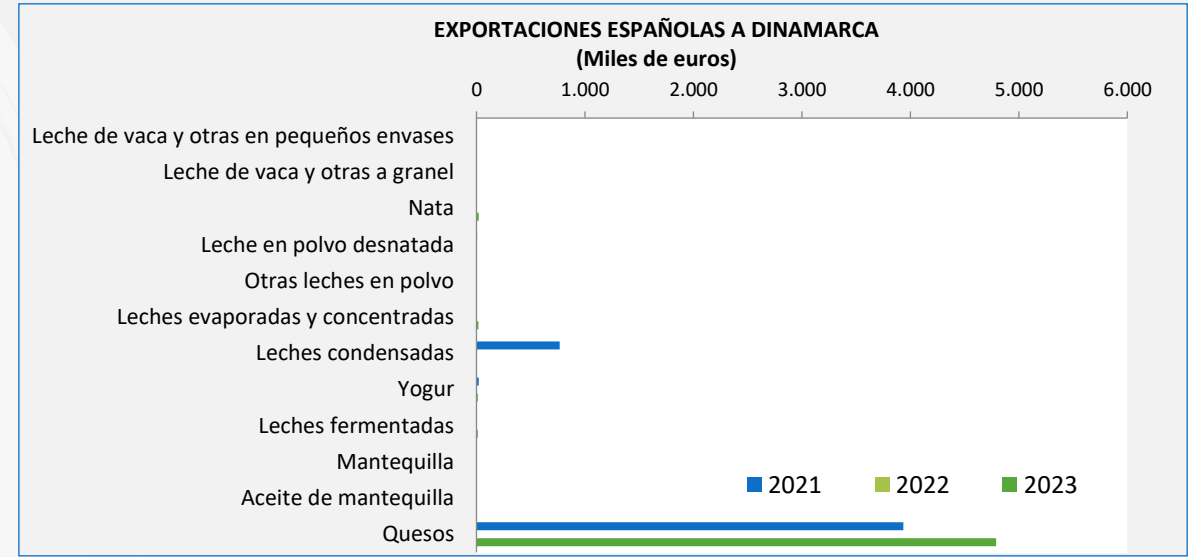 EXPORTACIONES ESPAÑOLAS A DINAMARCA
(Miles de euros)
0 1.000 2.000 3.000 4.000 5.000 6.000
Leche de vaca y otras en pequeños envases
Leche de vaca y otras a granel
Nata
Leche en polvo desnatada
Otras leches en polvo
Leches evaporadas y concentradas
Leches condensadas
Yogur
Leches fermentadas
Mantequilla
Aceite de mantequilla
Quesos
2021 2022 2023